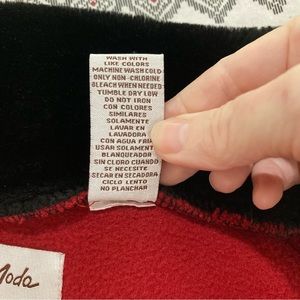 WASH WITH
LIKE COLORS
MACHINE WASH COLD
ONLY NON-CHLORINE
BLEACH WHEN NEEDED
TUMBLE DRY LOW
DO NOT IRON
CON COLORES
SIMILARES
SOLAMENTE
LAVAR EN
LAVADORA
CON AGUA FRIA
USAR SOLAMENTE
BLANQUEADOR
SIN CLORO CUANDO
SE NECESITE
SECAR EN SECADORA
CICLO LENTO
NO PLANCHAR
Moda